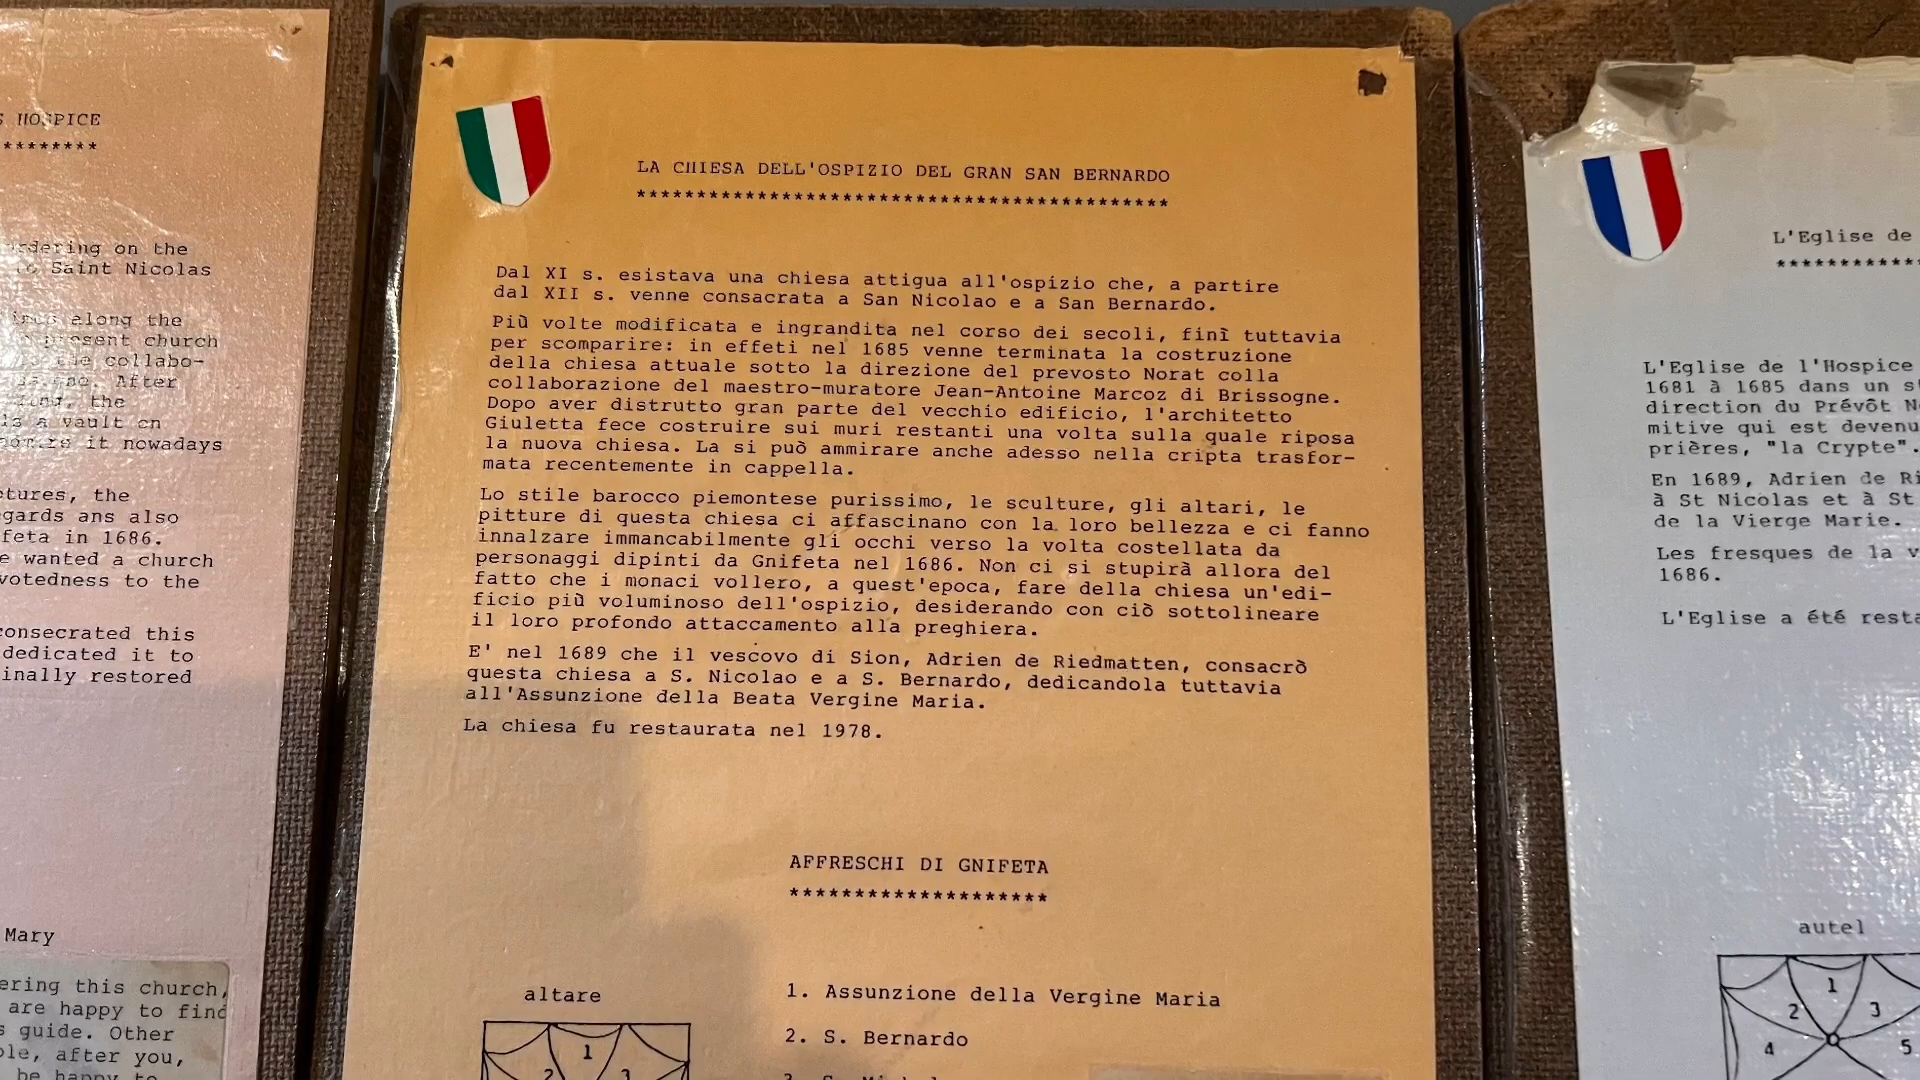 HOSPICE
********
on the
Saint Nicolas
along the
present church
the collabo-
After
the
a vault on
it nowadays
the
ans also
in 1686.
wanted a church
to the
consecrated this
dedicated it to
restored
Mary
this church,
are happy to find
guide. Other
after you,
be happy to
LA CHIESA DELL'OSPIZIO DEL GRAN SAN BERNARDO
********************************************
Dal XI s. esistava una chiesa attigua all'ospizio che, a partire
dal XII s. venne consacrata a San Nicolao e a San Bernardo.
Più volte modificata e ingrandita nel corso dei secoli, finì tuttavia
per scomparire: in effeti nel 1685 venne terminata la costruzione
della chiesa attuale sotto la direzione del prevosto Norat colla
collaborazione del maestro-muratore Jean-Antoine Marcoz di Brissogne.
Dopo aver distrutto gran parte del vecchio edificio, l'architetto
Giuletta fece costruire sui muri restanti una volta sulla quale riposa
la nuova chiesa. La si può ammirare anche adesso nella cripta trasfor-
mata recentemente in cappella.
Lo stile barocco piemontese purissimo, le sculture, gli altari, le
pitture di questa chiesa ci affascinano con la loro bellezza e ci fanno
innalzare immancabilmente gli occhi verso la volta costellata da
personaggi dipinti da Gnifeta nel 1686. Non ci si stupirà allora del
fatto che i monaci vollero, a quest'epoca, fare della chiesa un'edi-
ficio più voluminoso dell'ospizio, desiderando con ciò sottolineare
il loro profondo attaccamento alla preghiera.
E' nel 1689 che il vescovo di Sion, Adrien de Riedmatten, consacrò
questa chiesa a S. Nicolao e a S. Bernardo, dedicandola tuttavia
all'Assunzione della Beata Vergine Maria.
La chiesa fu restaurata nel 1978.
AFFRESCHI DI GNIFETA
********************
altare
1
2 3
1. Assunzione della Vergine Maria
2. S. Bernardo
L'Eglise de
************
L'Eglise de l'Hospice
1681 à 1685 dans un
direction du Prévôt
mitive qui est devenu
prières, "la Crypte".
En 1689, Adrien de
à St Nicolas et à St
de la Vierge Marie.
Les fresques de la
1686.
L'Eglise a été
autel
1
2 3
4 5